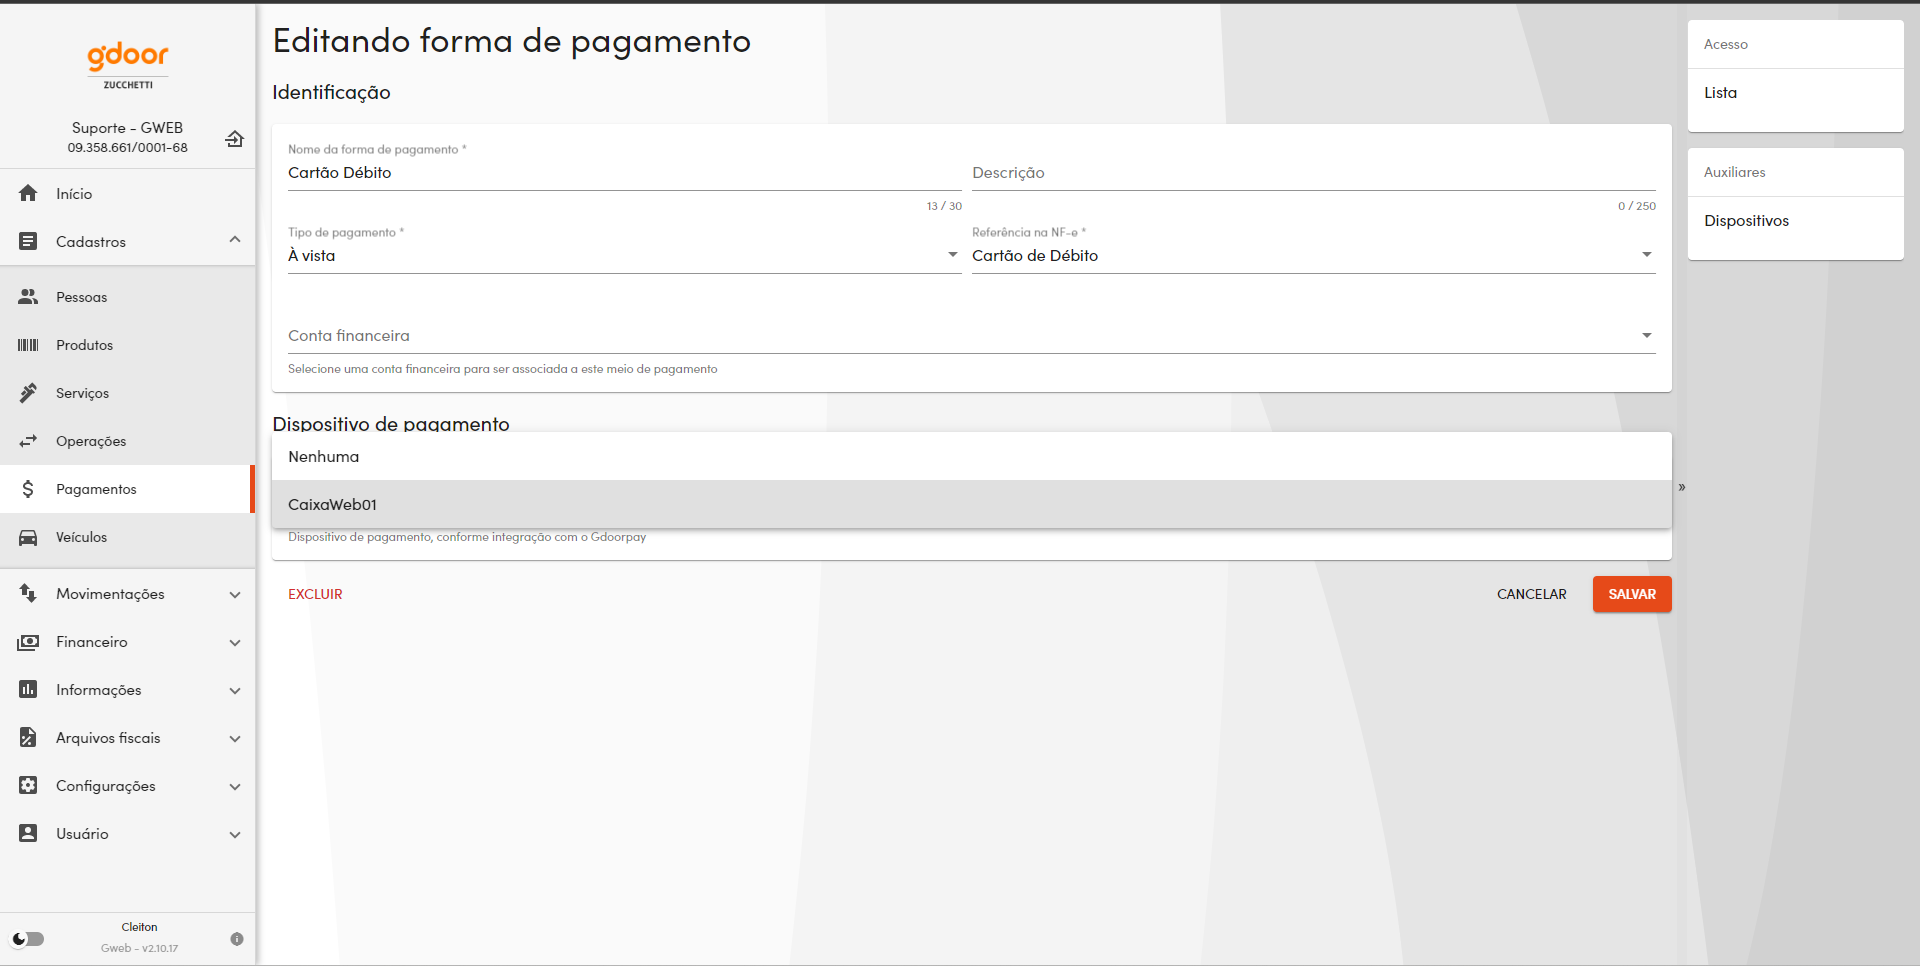 gdoor
ZUCCHETTI
Suporte - GWEB
09.358.661/0001-68
Início
Cadastros
Pessoas
Produtos
Serviços
Operações
Pagamentos
Veículos
Movimentações
Financeiro
Informações
Arquivos fiscais
Configurações
Usuário
Cleiton
Gweb - v2.10.17
Editando forma de pagamento
Identificação
Nome da forma de pagamento *
Cartão Débito
13 / 30
Descrição
0 / 250
Tipo de pagamento *
À vista
Referência na NF-e *
Cartão de Débito
Conta financeira
Selecione uma conta financeira para ser associada a este meio de pagamento
Dispositivo de pagamento
Nenhuma
CaixaWeb01
Dispositivo de pagamento, conforme integração com o Gdoorpay
EXCLUIR
CANCELAR
SALVAR
»
Acesso
Lista
Auxiliares
Dispositivos